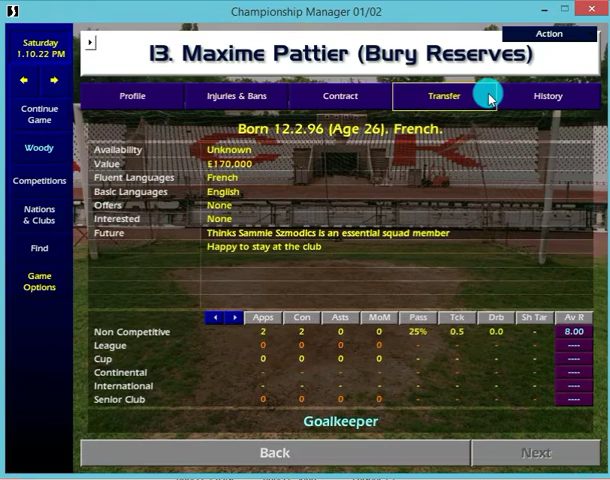 Championship Manager 01/02
Saturday
1.10.22 PM
Continue
Game
Woody
Competitions
Nations
& Clubs
Find
Game
Options
Action
13. Maxime Pattier (Bury Reserves)
Profile
Injuries & Bans
Contract
Transfer
History
Born 12.2.96 (Age 26). French.
Availability Unknown
Value £170,000
Fluent Languages French
Basic Languages English
Offers None
Interested None
Future Thinks Sammie Szmodics is an essential squad member
Happy to stay at the club
Apps Con Asts MoM Pass Tck Drb Sh Tar Av R
Non Competitive 2 2 0 0 25% 0.5 0.0 - 8.00
League 0 0 0 0 - - - - ----
Cup 0 0 0 0 - - - - ----
Continental - - - - - - - - ----
International - - - - - - - - ----
Senior Club 0 0 0 0 - - - - ----
Goalkeeper
Back
Next